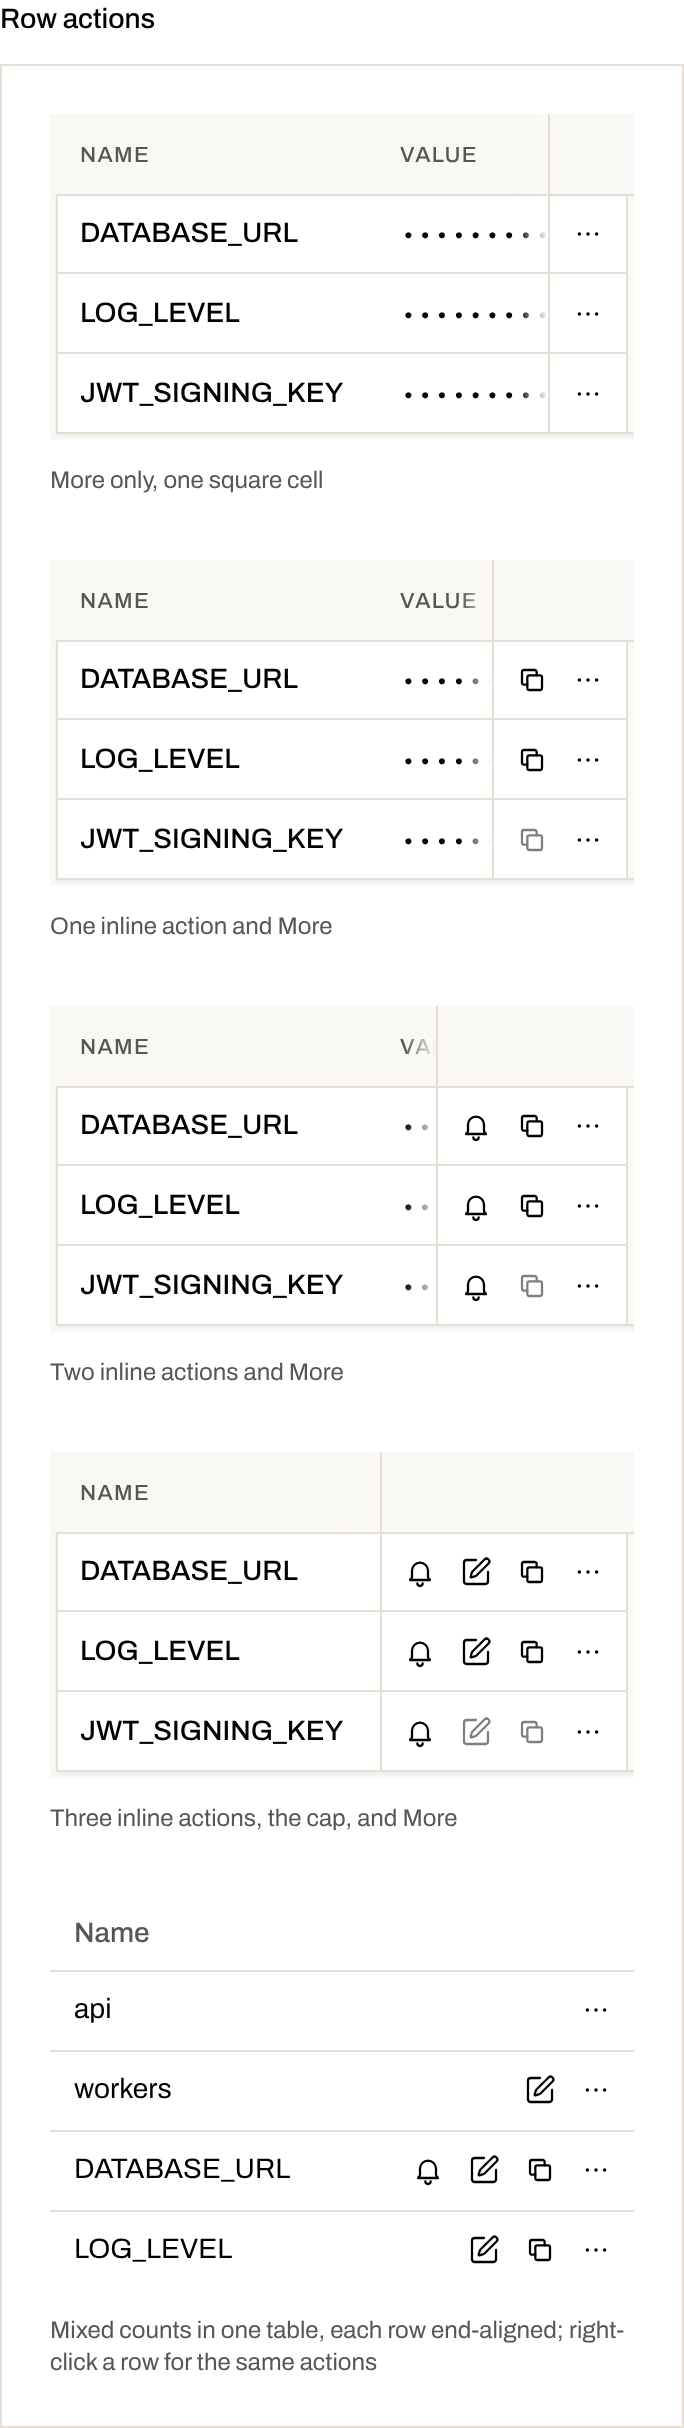 Row actions
NAME VALUE
DATABASE_URL ••••••••
LOG_LEVEL ••••••••
JWT_SIGNING_KEY ••••••••
More only, one square cell
NAME VALUE
DATABASE_URL •••••
LOG_LEVEL •••••
JWT_SIGNING_KEY •••••
One inline action and More
NAME VA
DATABASE_URL ••
LOG_LEVEL ••
JWT_SIGNING_KEY ••
Two inline actions and More
NAME
DATABASE_URL
LOG_LEVEL
JWT_SIGNING_KEY
Three inline actions, the cap, and More
Name
api
workers
DATABASE_URL
LOG_LEVEL
Mixed counts in one table, each row end-aligned; right-
click a row for the same actions